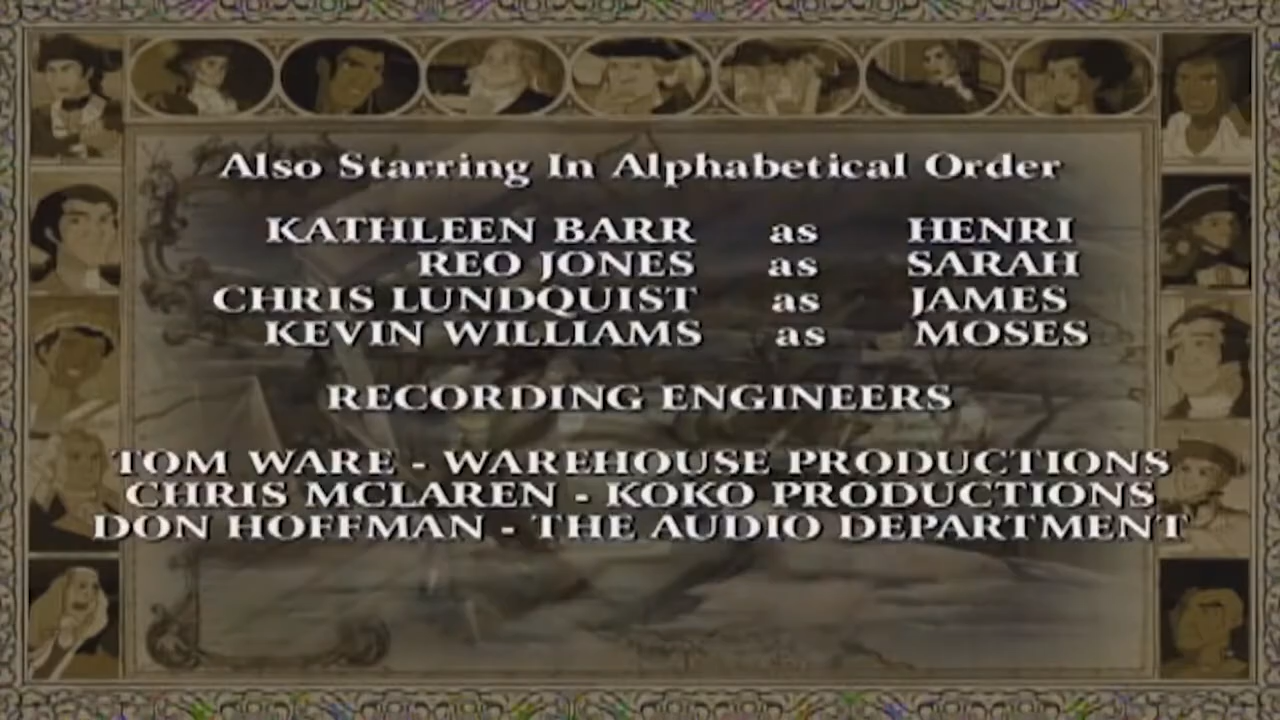 Also Starring In Alphabetical Order
KATHLEEN BARR as HENRI
REO JONES as SARAH
CHRIS LUNDQUIST as JAMES
KEVIN WILLIAMS as MOSES
RECORDING ENGINEERS
TOM WARE - WAREHOUSE PRODUCTIONS
CHRIS MCLAREN - KOKO PRODUCTIONS
DON HOFFMAN - THE AUDIO DEPARTMENT